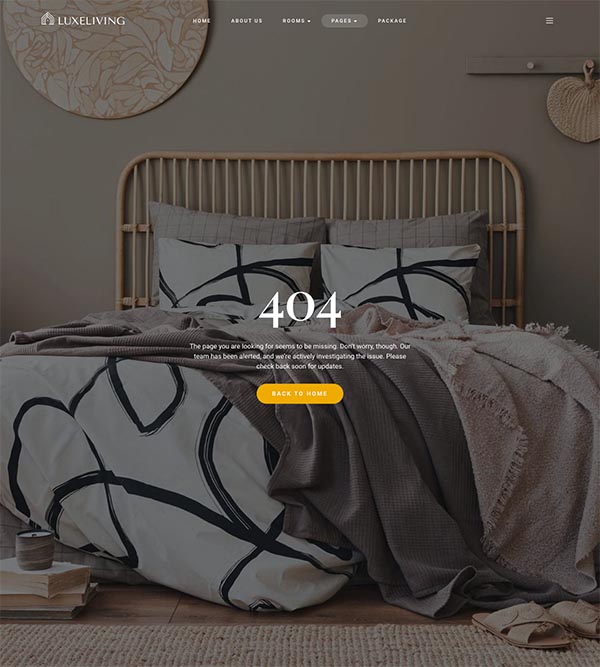 LUXELIVING
HOME ABOUT US ROOMS PAGES PACKAGE
404
The page you are looking for seems to be missing. Don't worry, though. Our
team has been alerted, and we're actively investigating the issue. Please
check back soon for updates.
BACK TO HOME